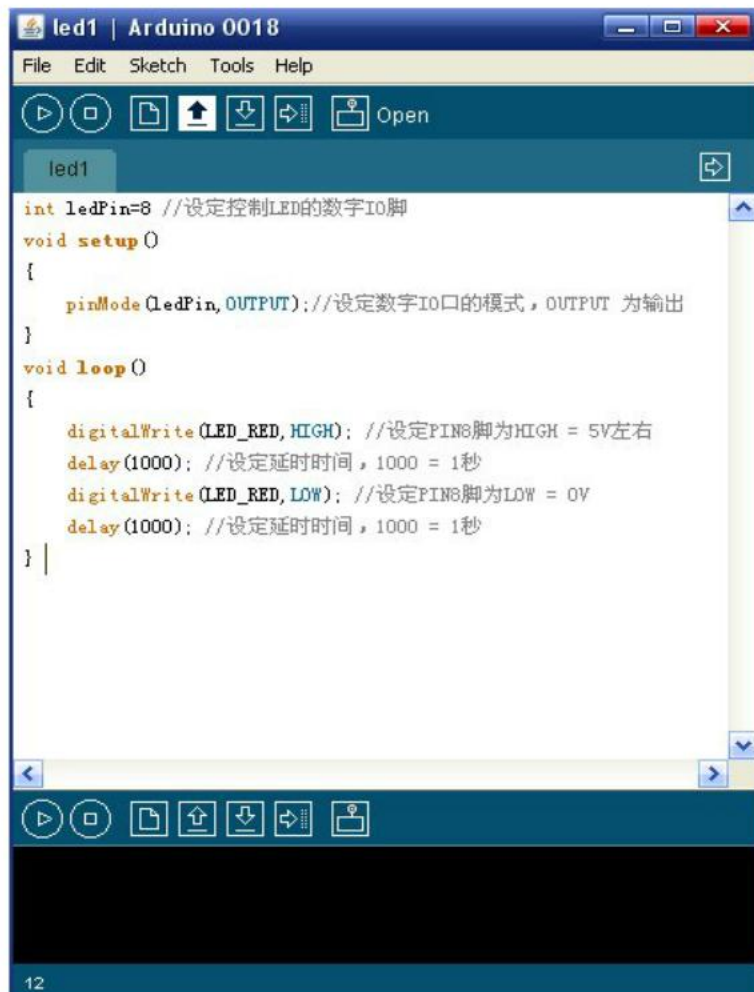 led1 | Arduino 0018
File Edit Sketch Tools Help
Open
led1
int ledPin=8 //设定控制LED的数字IO脚
void setup()
{
pinMode(ledPin,OUTPUT);//设定数字IO口的模式，OUTPUT 为输出
}
void loop()
{
digitalWrite(LED_RED,HIGH); //设定PIN8脚为HIGH = 5V左右
delay(1000); //设定延时时间，1000 = 1秒
digitalWrite(LED_RED,LOW); //设定PIN8脚为LOW = 0V
delay(1000); //设定延时时间，1000 = 1秒
}
12